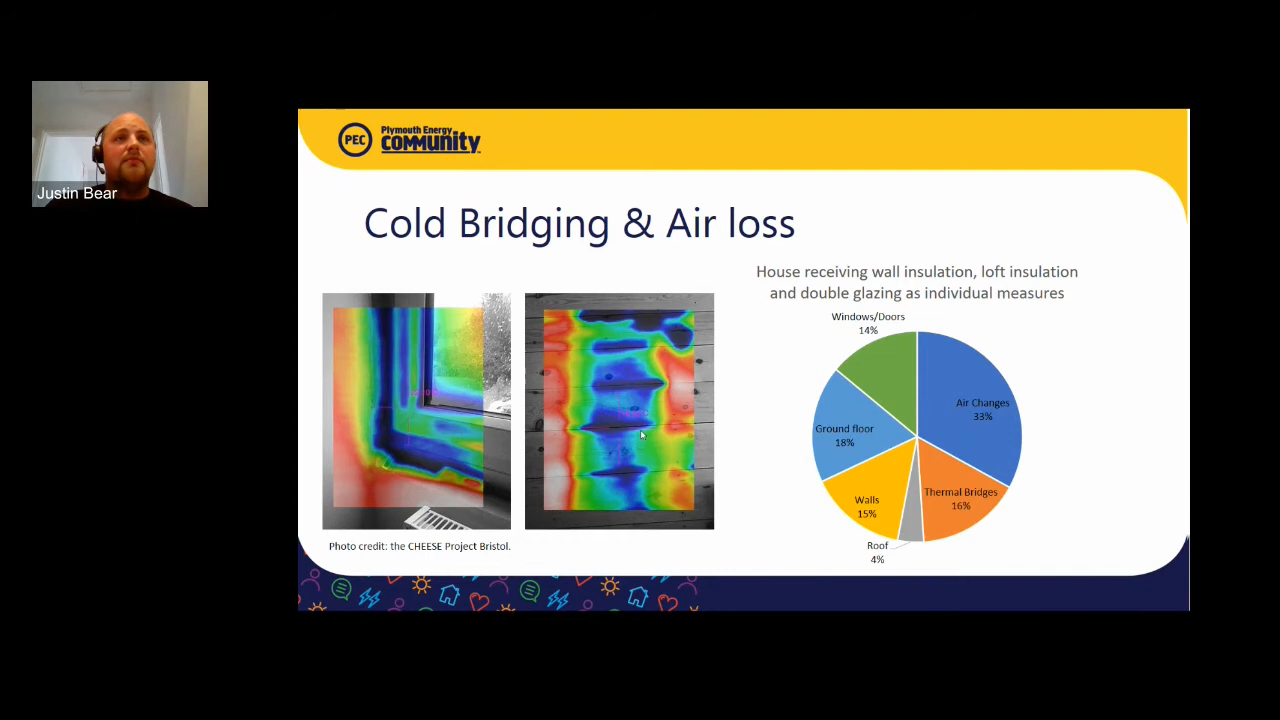 Justin Bear
PEC
Plymouth Energy
community
Cold Bridging & Air loss
House receiving wall insulation, loft insulation
and double glazing as individual measures
Windows/Doors
14%
Air Changes
33%
Ground floor
18%
Thermal Bridges
16%
Walls
15%
Roof
4%
Photo credit: the CHEESE Project Bristol.